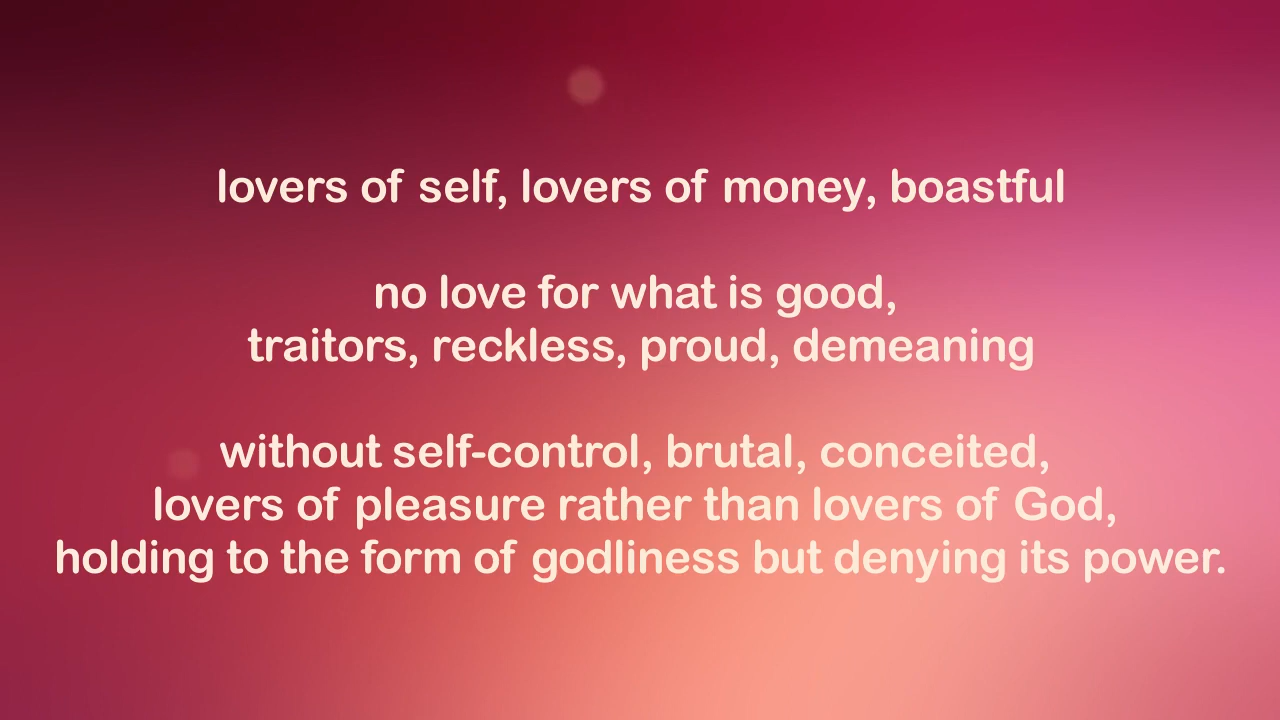 lovers of self, lovers of money, boastful
no love for what is good,
traitors, reckless, proud, demeaning
without self-control, brutal, conceited,
lovers of pleasure rather than lovers of God,
holding to the form of godliness but denying its power.